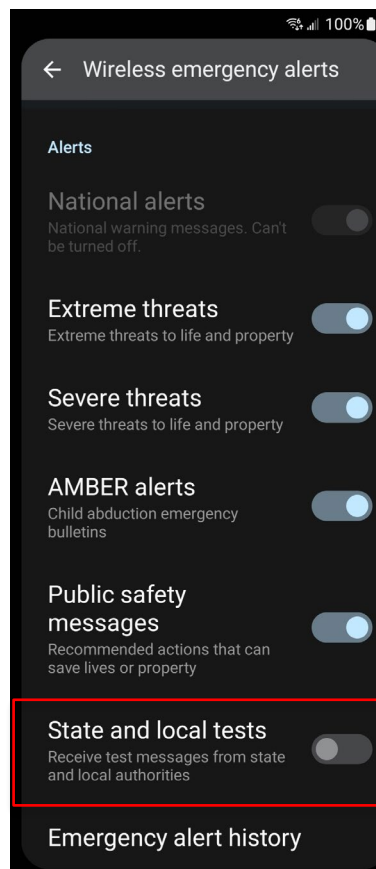 100%
Wireless emergency alerts
Alerts
National alerts
National warning messages. Can't
be turned off.
Extreme threats
Extreme threats to life and property
Severe threats
Severe threats to life and property
AMBER alerts
Child abduction emergency
bulletins
Public safety
messages
Recommended actions that can
save lives or property
State and local tests
Receive test messages from state
and local authorities
Emergency alert history